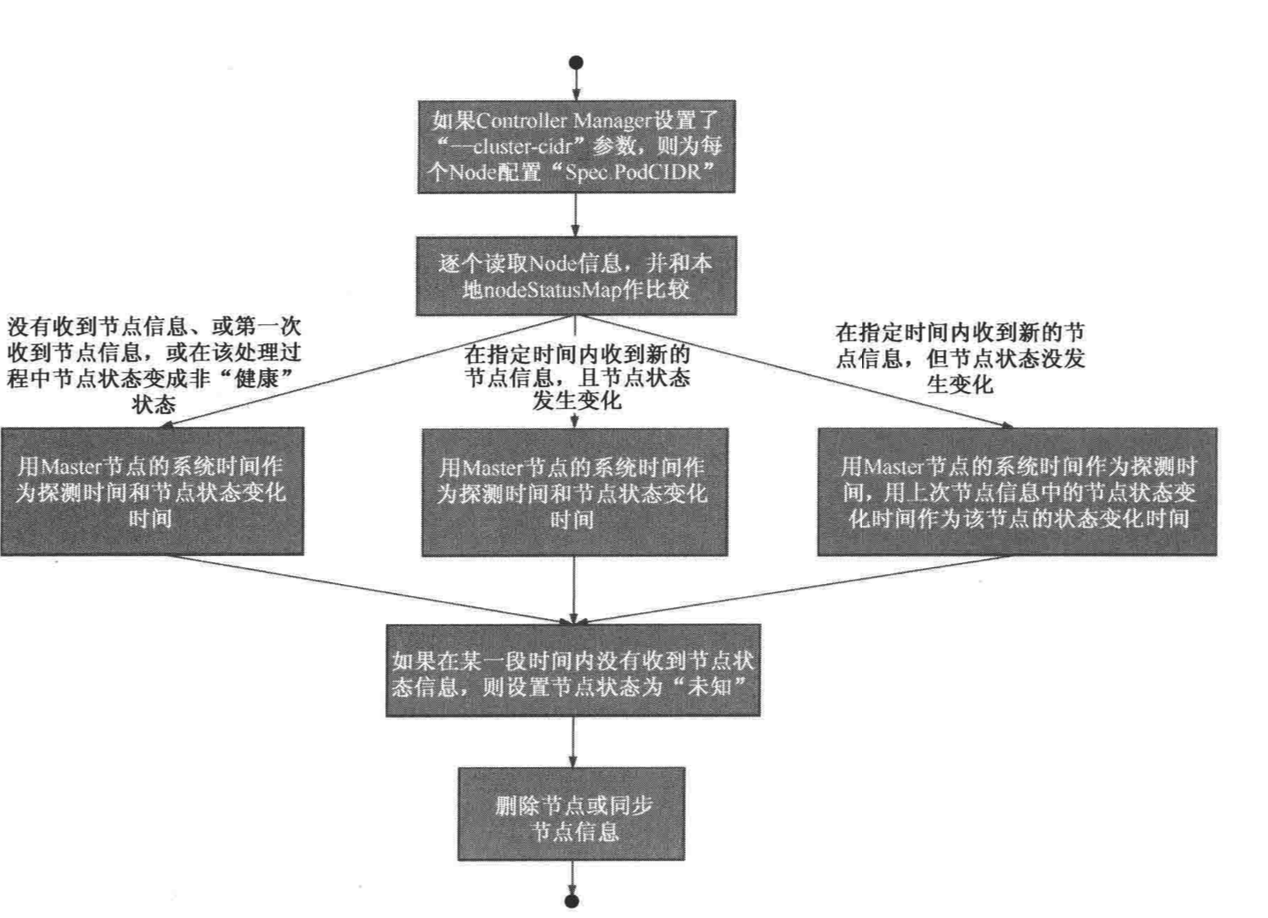 如果Controller Manager设置了
“—cluster-cidr”参数，则为每
个Node配置“Spec.PodCIDR”
逐个读取Node信息，并和本
地nodeStatusMap作比较
没有收到节点信息、或第一次
收到节点信息，或在该处理过
程中节点状态变成非“健康”
状态
在指定时间内收到新的
节点信息，且节点状态
发生变化
在指定时间内收到新的节
点信息，但节点状态没发
生变化
用Master节点的系统时间作
为探测时间和节点状态变化
时间
用Master节点的系统时间作
为探测时间和节点状态变化
时间
用Master节点的系统时间作为探测时
间，用上次节点信息中的节点状态变
化时间作为该节点的状态变化时间
如果在某一段时间内没有收到节点状
态信息，则设置节点状态为“未知”
删除节点或同步
节点信息